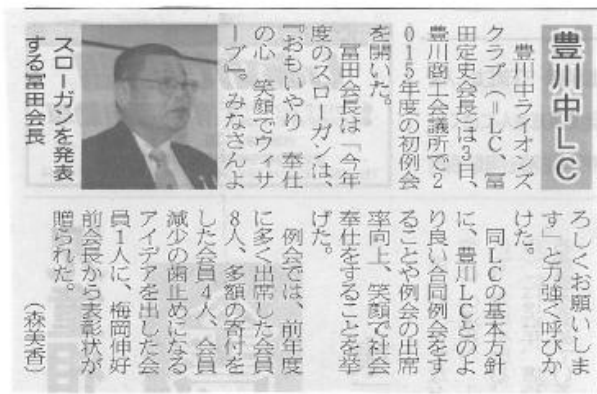 豊川中LC
豊川中ライオンズ
クラブ(=LC、冨
田定史会長)は3日、
豊川商工会議所で2
015年度の初例会
を開いた。
冨田会長は「今年
度のスローガンは、
『おもいやり 奉仕
の心 笑顔でウィサ
ーブ』。みなさんよ
ろしくお願いしま
す」と力強く呼びか
けた。
同LCの基本方針
に、豊川LCとのよ
り良い合同例会をす
ることや例会の出席
率向上、笑顔で社会
奉仕をすることを挙
げた。
例会では、前年度
に多く出席した会員
8人、多額の寄付を
した会員4人、会員
減少の歯止めになる
アイデアを出した会
員1人に、梅岡伸好
前会長から表彰状が
贈られた。
(森美香)
スローガンを発表
する冨田会長